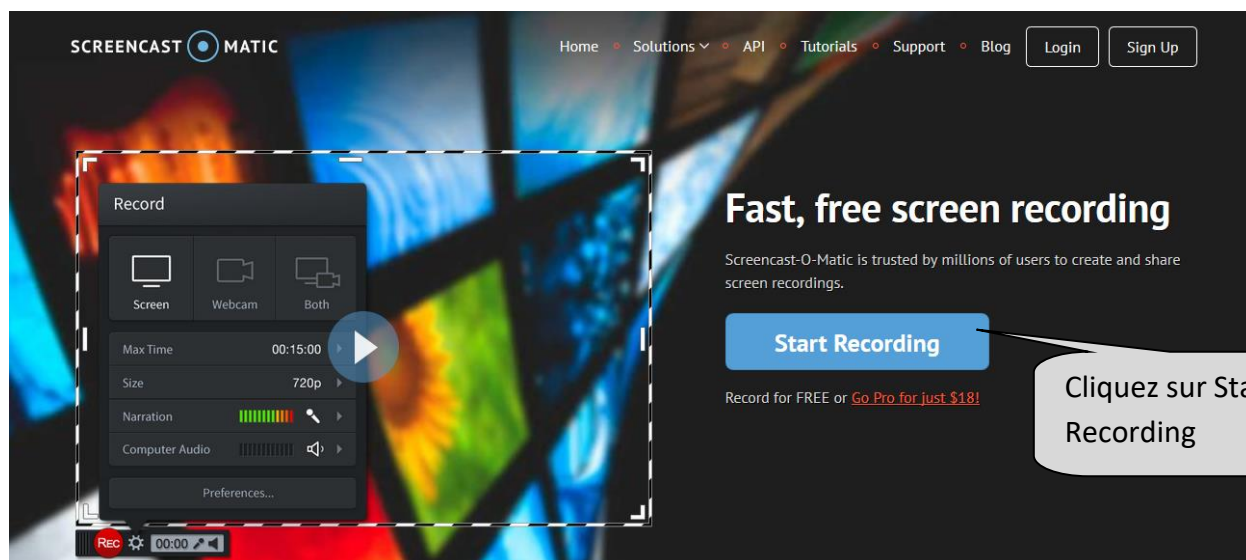 SCREENCAST MATIC
Home Solutions API Tutorials Support Blog Login Sign Up
Record
Screen Webcam Both
Max Time 00:15:00
Size 720p
Narration
Computer Audio
Preferences...
REC 00:00
Fast, free screen recording
Screencast-O-Matic is trusted by millions of users to create and share
screen recordings.
Start Recording
Record for FREE or Go Pro for just $18!
Cliquez sur Sta
Recording